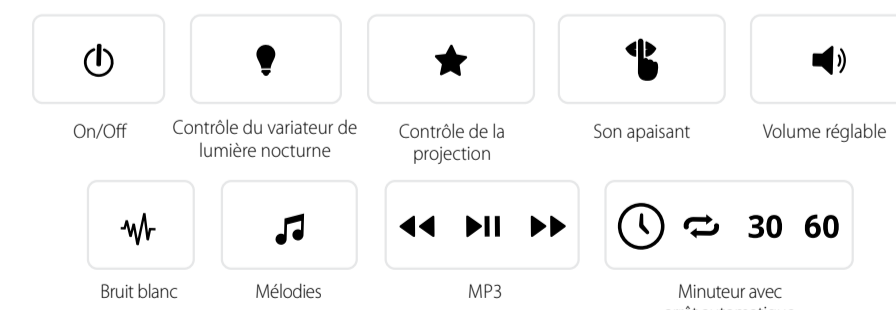 On/Off
Contrôle du variateur de
lumière nocturne
Contrôle de la
projection
Son apaisant
Volume réglable
30 60
Bruit blanc
Mélodies
MP3
Minuteur avec